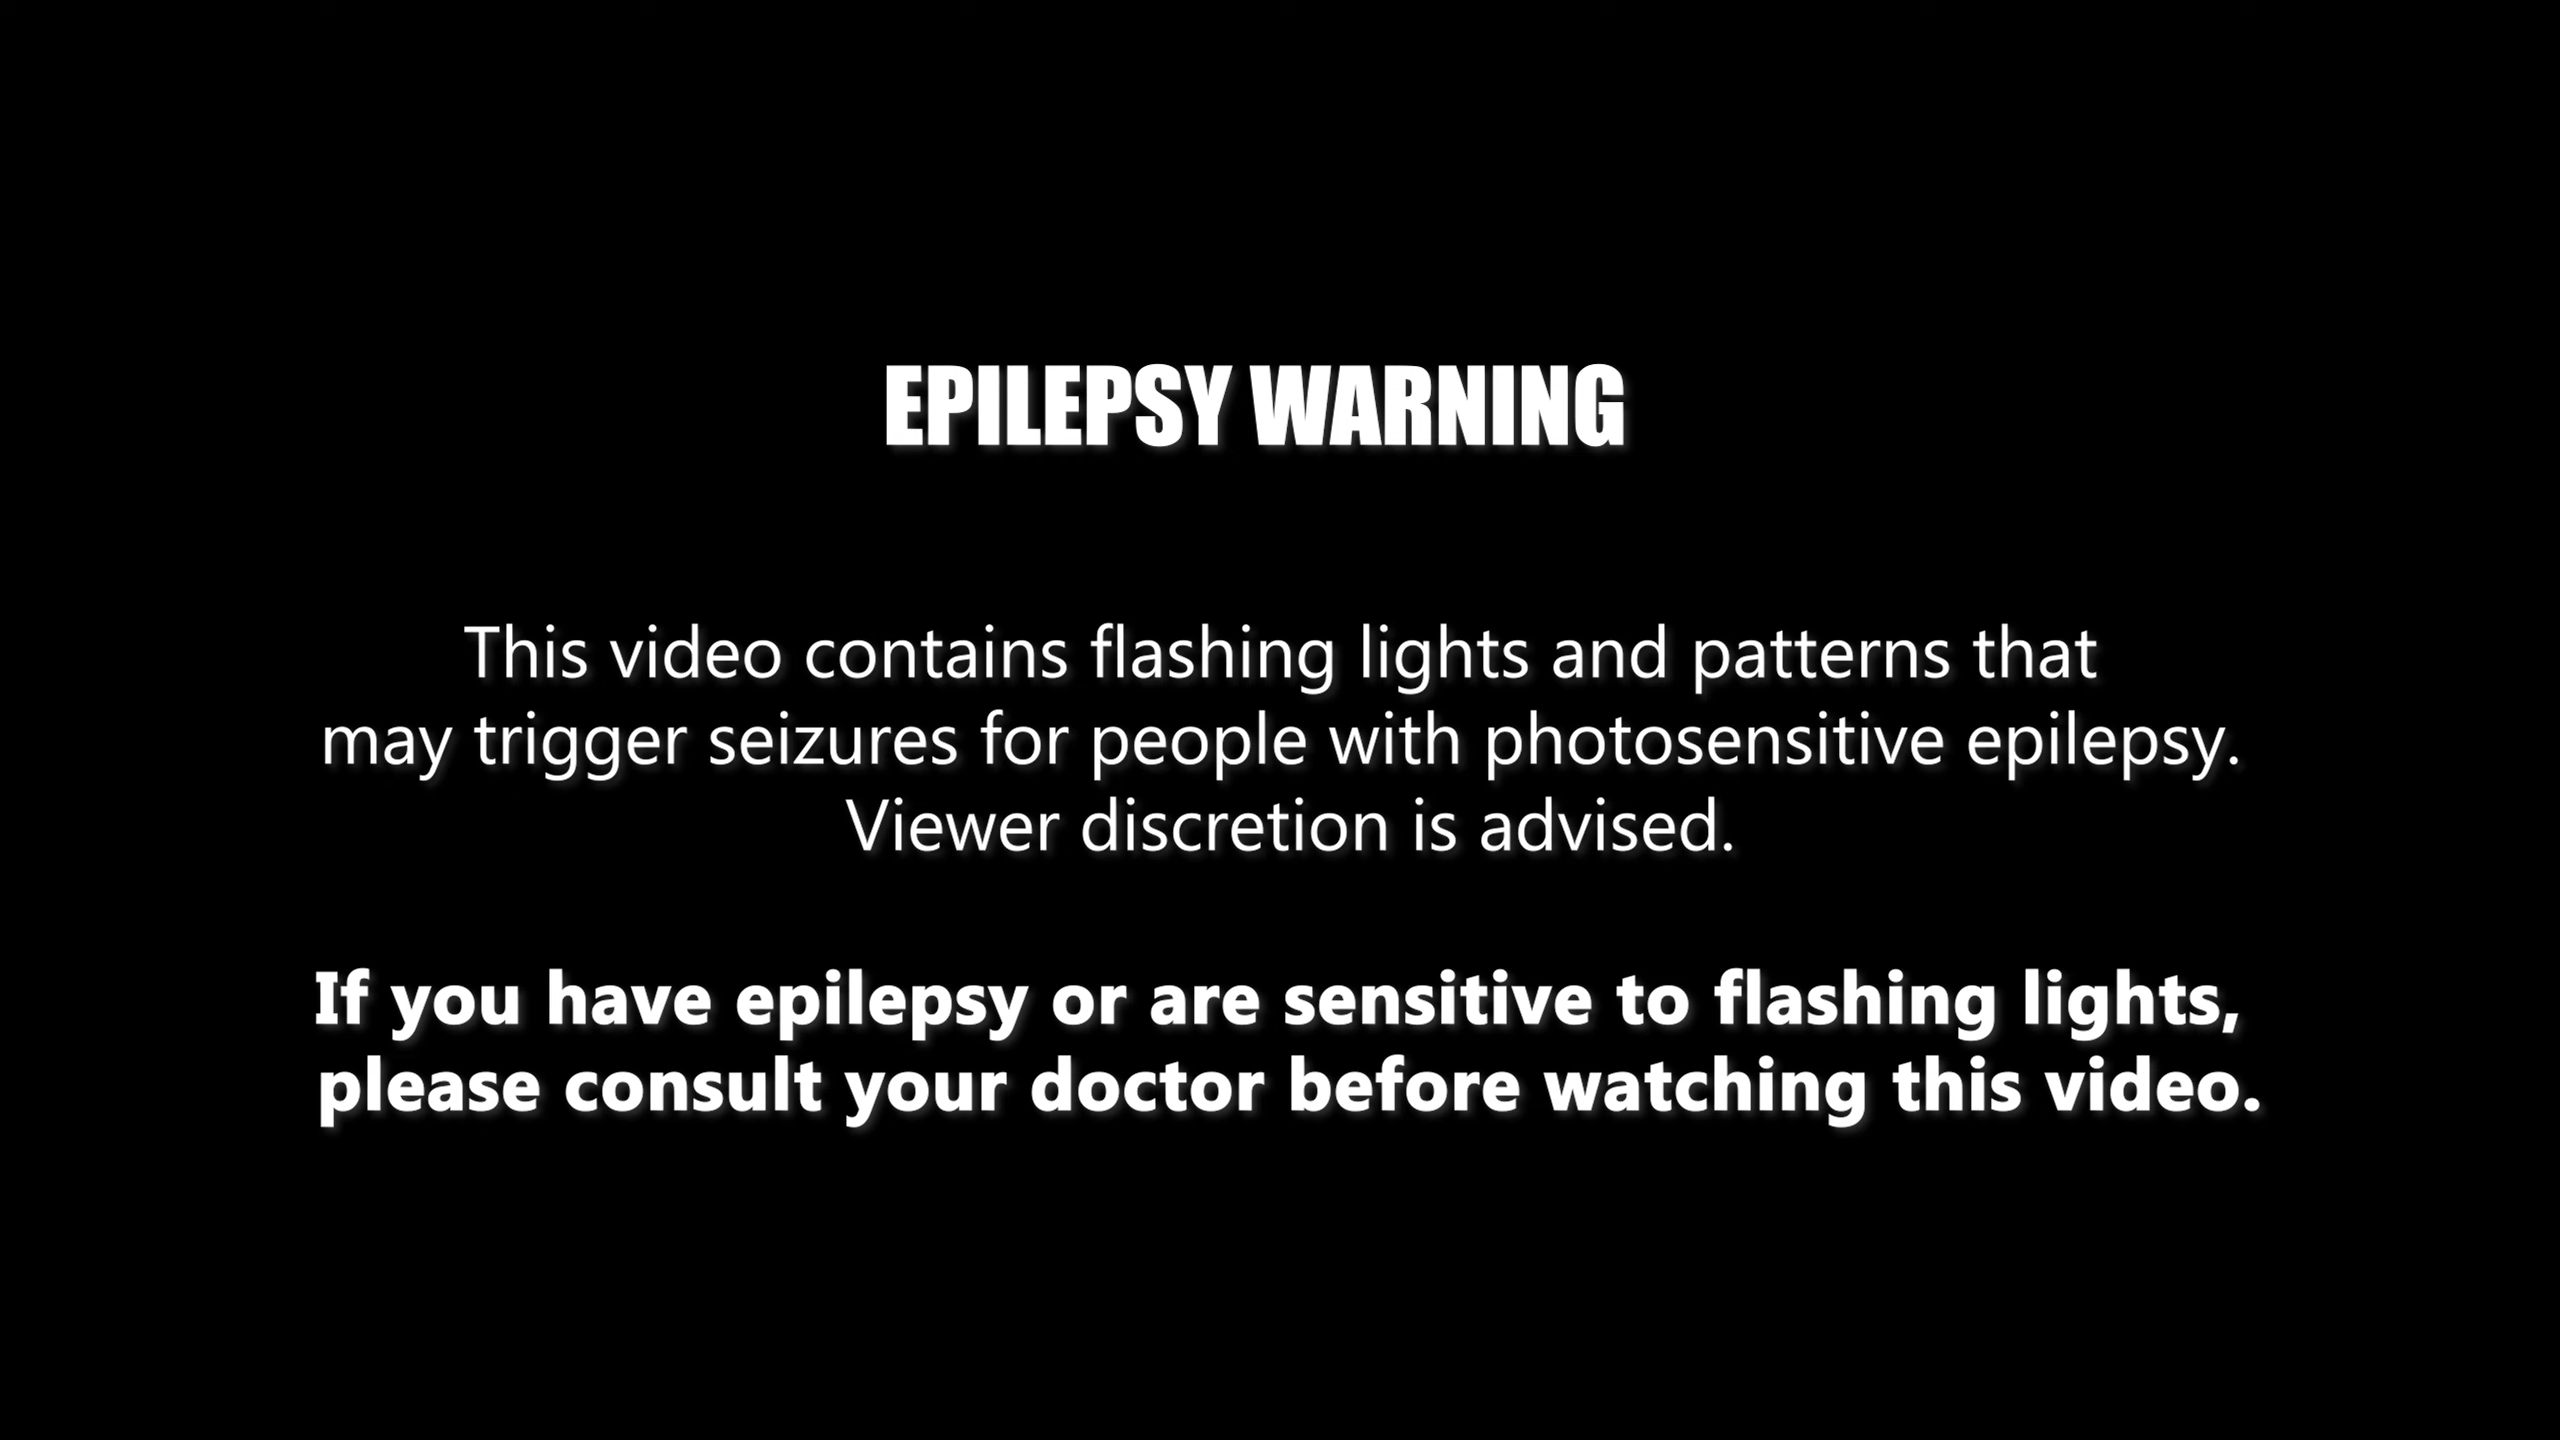 EPILEPSY WARNING
This video contains flashing lights and patterns that
may trigger seizures for people with photosensitive epilepsy.
Viewer discretion is advised.
If you have epilepsy or are sensitive to flashing lights,
please consult your doctor before watching this video.